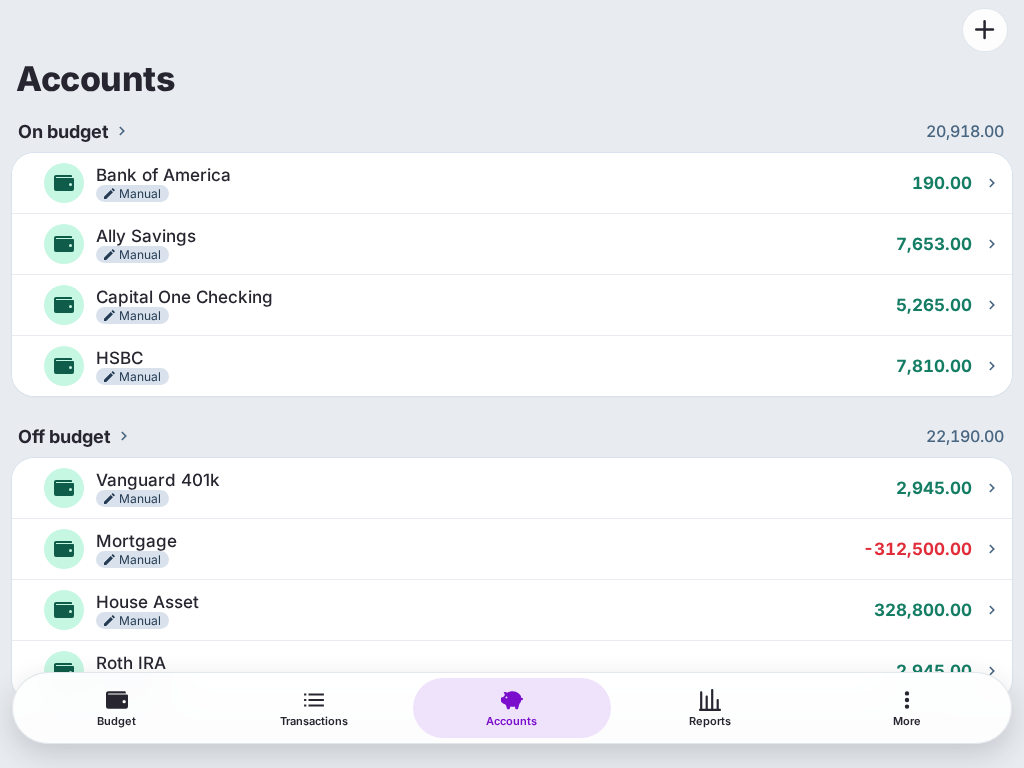 Accounts
On budget 20,918.00
Bank of America
Manual
190.00
Ally Savings
Manual
7,653.00
Capital One Checking
Manual
5,265.00
HSBC
Manual
7,810.00
Off budget 22,190.00
Vanguard 401k
Manual
2,945.00
Mortgage
Manual
-312,500.00
House Asset
Manual
328,800.00
Roth IRA
2,945.00
Budget
Transactions
Accounts
Reports
More